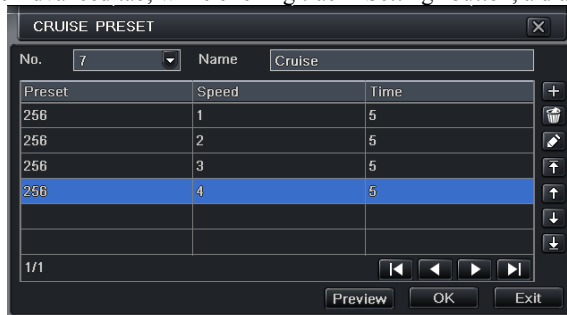 CRUISE PRESET
No. 7 Name Cruise
Preset Speed Time
256 1 5
256 2 5
256 3 5
256 4 5
1/1
Preview OK Exit